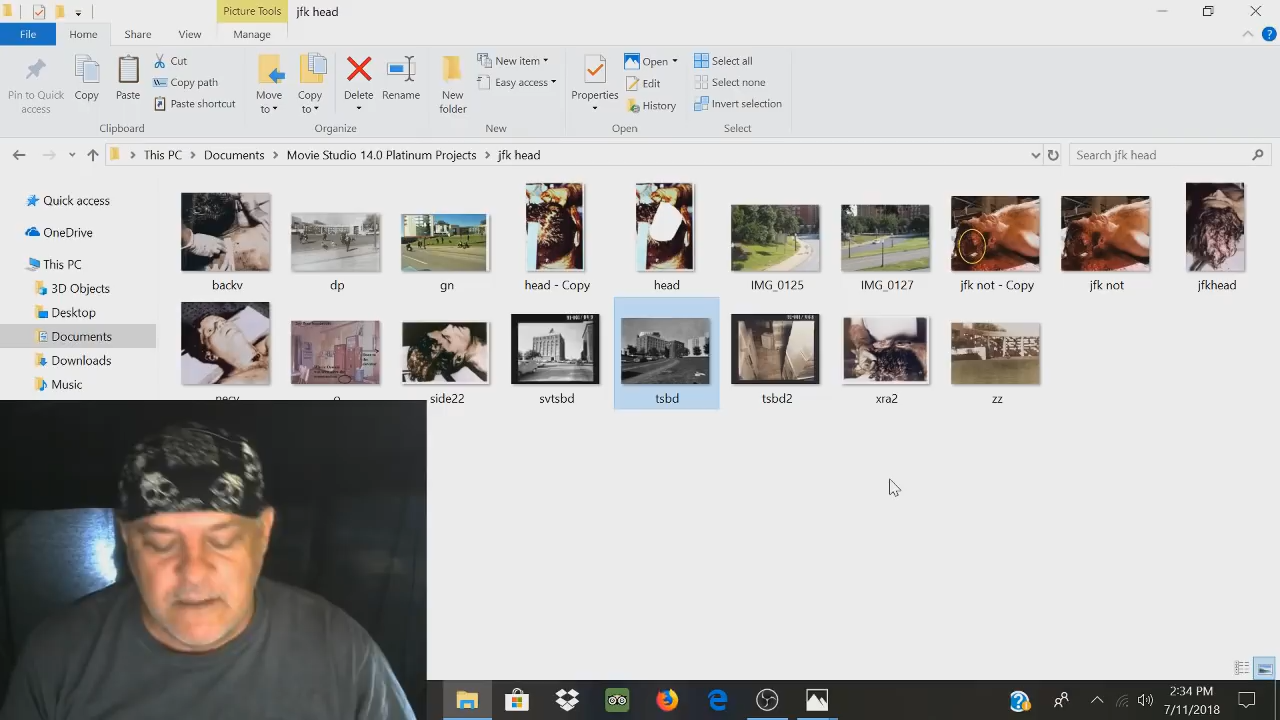 Picture Tools
jfk head
File
Home
Share
View
Manage
Pin to Quick access
Copy
Paste
Cut
Copy path
Paste shortcut
Clipboard
Move to
Copy to
Delete
Rename
Organize
New folder
New item
Easy access
New
Properties
Open
Edit
History
Open
Select all
Select none
Invert selection
Select
This PC
Documents
Movie Studio 14.0 Platinum Projects
jfk head
Search jfk head
Quick access
OneDrive
This PC
3D Objects
Desktop
Documents
Downloads
Music
backv
dp
gn
head - Copy
head
IMG_0125
IMG_0127
jfk not - Copy
jfk not
jfkhead
side22
svtsbd
tsbd
tsbd2
xra2
zz
2:34 PM
7/11/2018